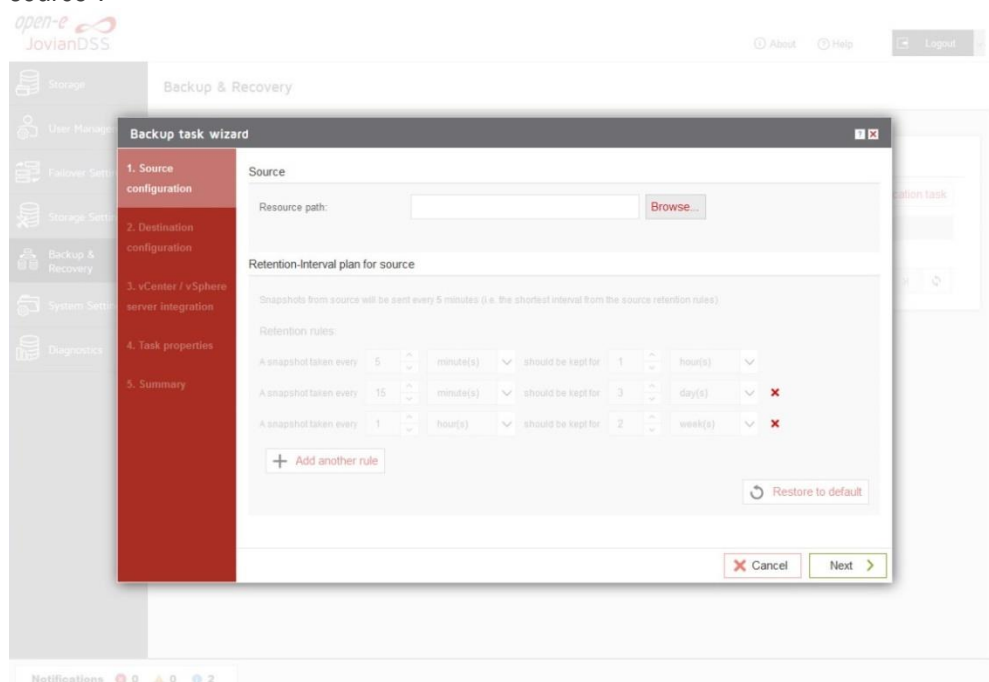 open-e
JovianDSS
About
Help
Logout
Storage
Backup & Recovery
User Manage
Backup task wizard
Failover Settin
1. Source
configuration
Source
Resource path:
Browse...
cation task
Storage Settin
2. Destination
configuration
Backup &
Recovery
Retention-Interval plan for source
3. vCenter / vSphere
server integration
Snapshots from source will be sent every 5 minutes (i.e. the shortest interval from the source retention rules).
System Settin
Retention rules:
Diagnostics
4. Task properties
A snapshot taken every 5 minute(s) should be kept for 1 hour(s)
5. Summary
A snapshot taken every 15 minute(s) should be kept for 3 day(s)
A snapshot taken every 1 hour(s) should be kept for 2 week(s)
Add another rule
Restore to default
Cancel
Next
Notifications 0 0 2